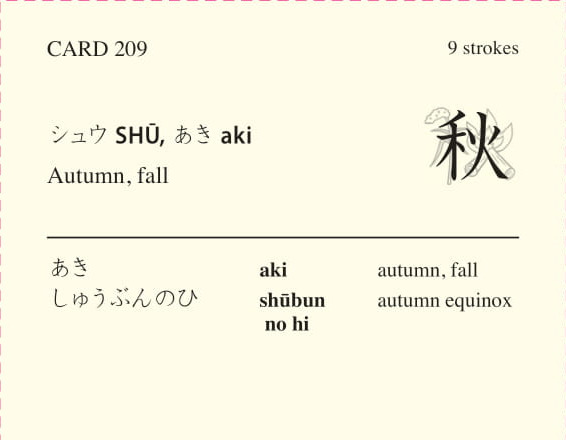 CARD 209 9 strokes
シュウ SHŪ, あき aki 秋
Autumn, fall
あき aki autumn, fall
しゅうぶんのひ shūbun autumn equinox
no hi